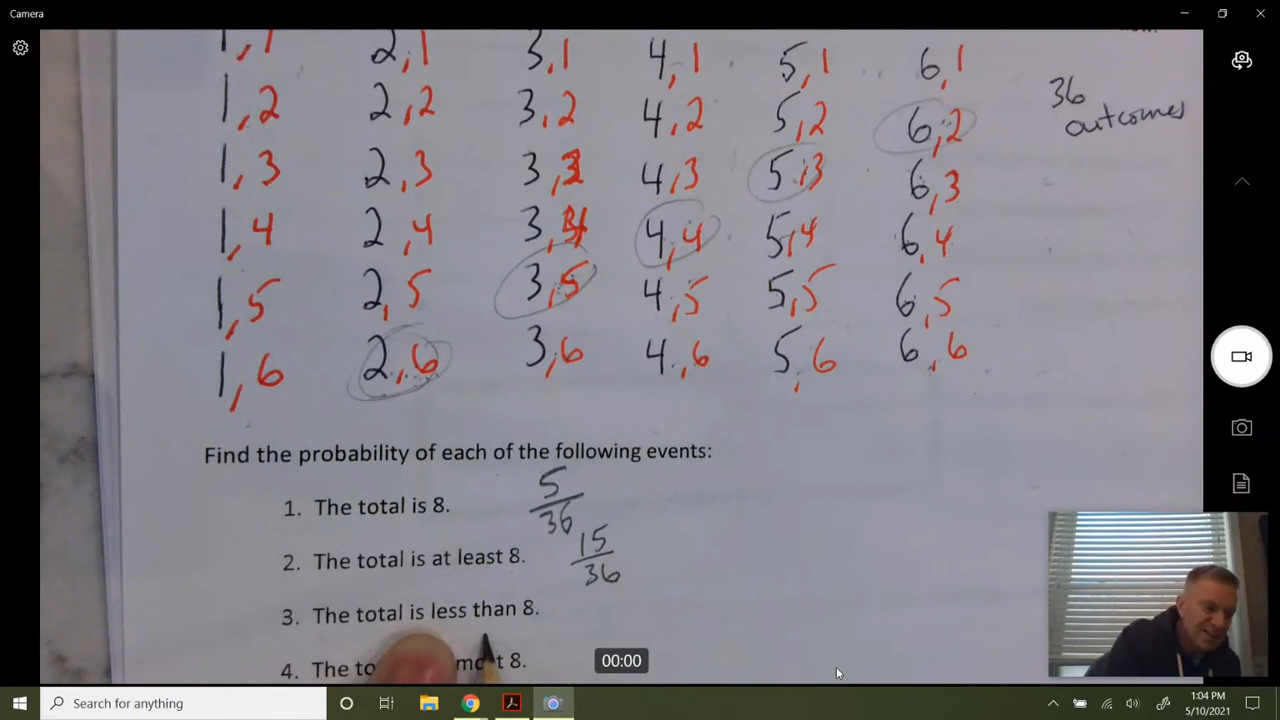 Camera
1,1 2,1 3,1 4,1 5,1 6,1
1,2 2,2 3,2 4,2 5,2 6,2
36
outcomes
1,3 2,3 3,3 4,3 5,3 6,3
1,4 2,4 3,4 4,4 5,4 6,4
1,5 2,5 3,5 4,5 5,5 6,5
1,6 2,6 3,6 4,6 5,6 6,6
Find the probability of each of the following events:
1. The total is 8. 5/36
2. The total is at least 8. 15/36
3. The total is less than 8.
4. The to most 8.
00:00
Search for anything
1:04 PM
5/10/2021